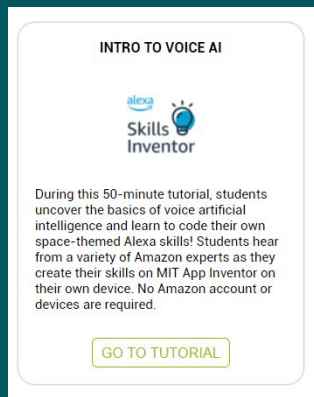 INTRO TO VOICE AI
alexa
Skills
Inventor
During this 50-minute tutorial, students
uncover the basics of voice artificial
intelligence and learn to code their own
space-themed Alexa skills! Students hear
from a variety of Amazon experts as they
create their skills on MIT App Inventor on
their own device. No Amazon account or
devices are required.
GO TO TUTORIAL